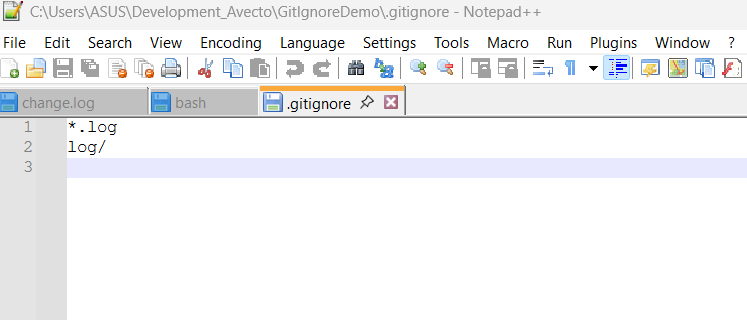 C:\Users\ASUS\Development_Avecto\GitIgnoreDemo\.gitignore - Notepad++
File Edit Search View Encoding Language Settings Tools Macro Run Plugins Window ?
change.log bash .gitignore
1 *.log
2 log/
3